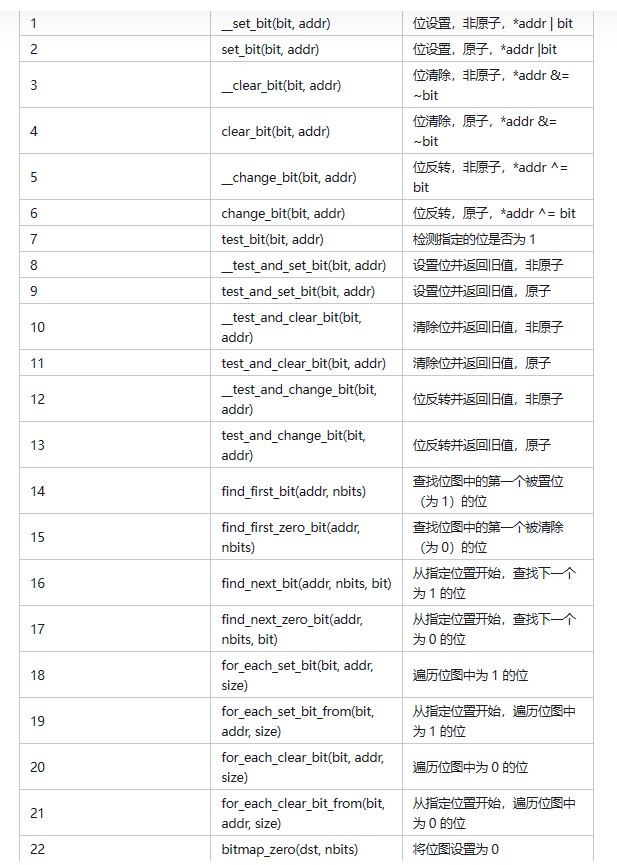 1 __set_bit(bit, addr) 位设置，非原子，*addr | bit
2 set_bit(bit, addr) 位设置，原子，*addr |bit
3 __clear_bit(bit, addr) 位清除，非原子，*addr &=
~bit
4 clear_bit(bit, addr) 位清除，原子，*addr &=
~bit
5 __change_bit(bit, addr) 位反转，非原子，*addr ^=
bit
6 change_bit(bit, addr) 位反转，原子，*addr ^= bit
7 test_bit(bit, addr) 检测指定的位是否为 1
8 __test_and_set_bit(bit, addr) 设置位并返回旧值，非原子
9 test_and_set_bit(bit, addr) 设置位并返回旧值，原子
10 __test_and_clear_bit(bit,
addr) 清除位并返回旧值，非原子
11 test_and_clear_bit(bit, addr) 清除位并返回旧值，原子
12 __test_and_change_bit(bit,
addr) 位反转并返回旧值，非原子
13 test_and_change_bit(bit,
addr) 位反转并返回旧值，原子
14 find_first_bit(addr, nbits) 查找位图中的第一个被置位
（为 1）的位
15 find_first_zero_bit(addr,
nbits) 查找位图中的第一个被清除
（为 0）的位
16 find_next_bit(addr, nbits, bit) 从指定位置开始，查找下一个
为 1 的位
17 find_next_zero_bit(addr,
nbits, bit) 从指定位置开始，查找下一个
为 0 的位
18 for_each_set_bit(bit, addr,
size) 遍历位图中为 1 的位
19 for_each_set_bit_from(bit,
addr, size) 从指定位置开始，遍历位图中
为 1 的位
20 for_each_clear_bit(bit, addr,
size) 遍历位图中为 0 的位
21 for_each_clear_bit_from(bit,
addr, size) 从指定位置开始，遍历位图中
为 0 的位
22 bitmap_zero(dst, nbits) 将位图设置为 0